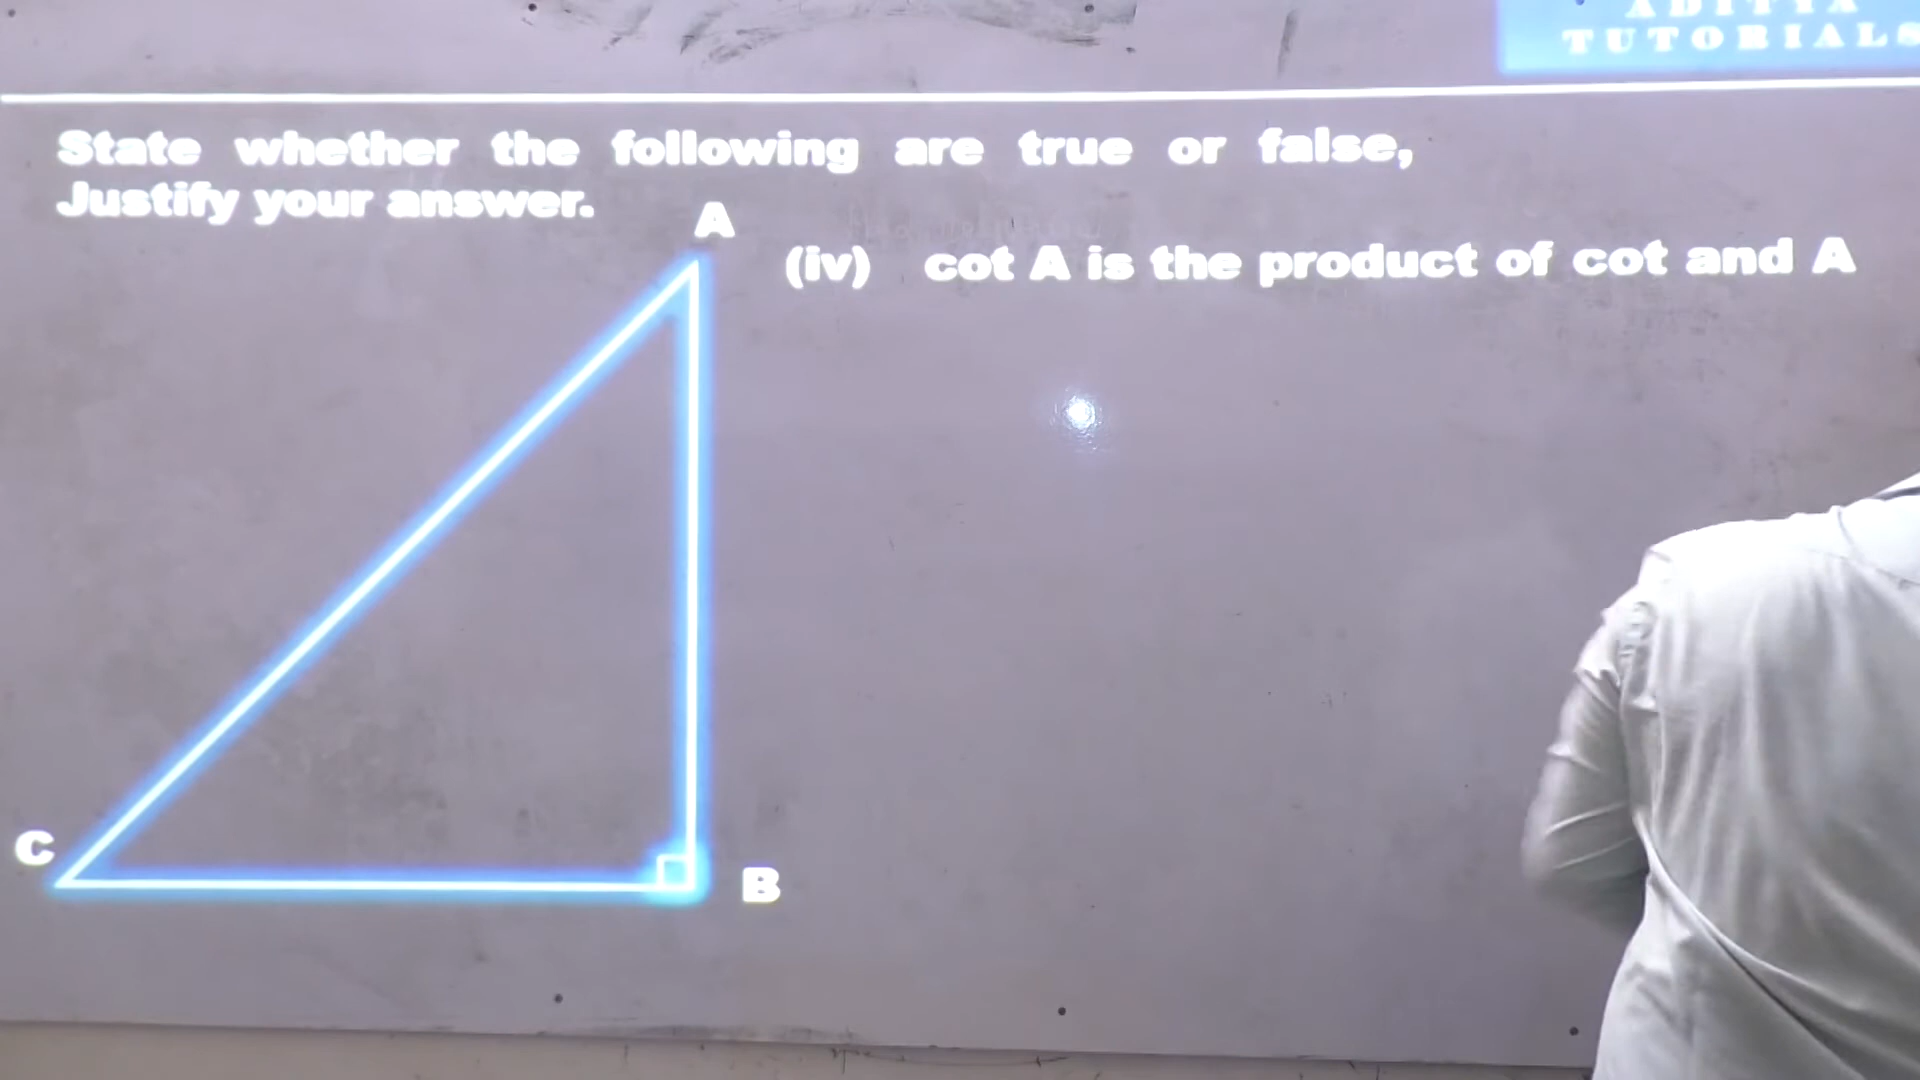 ADITYA
TUTORIALS
State whether the following are true or false,
Justify your answer.
A
(iv) cot A is the product of cot and A
C
B